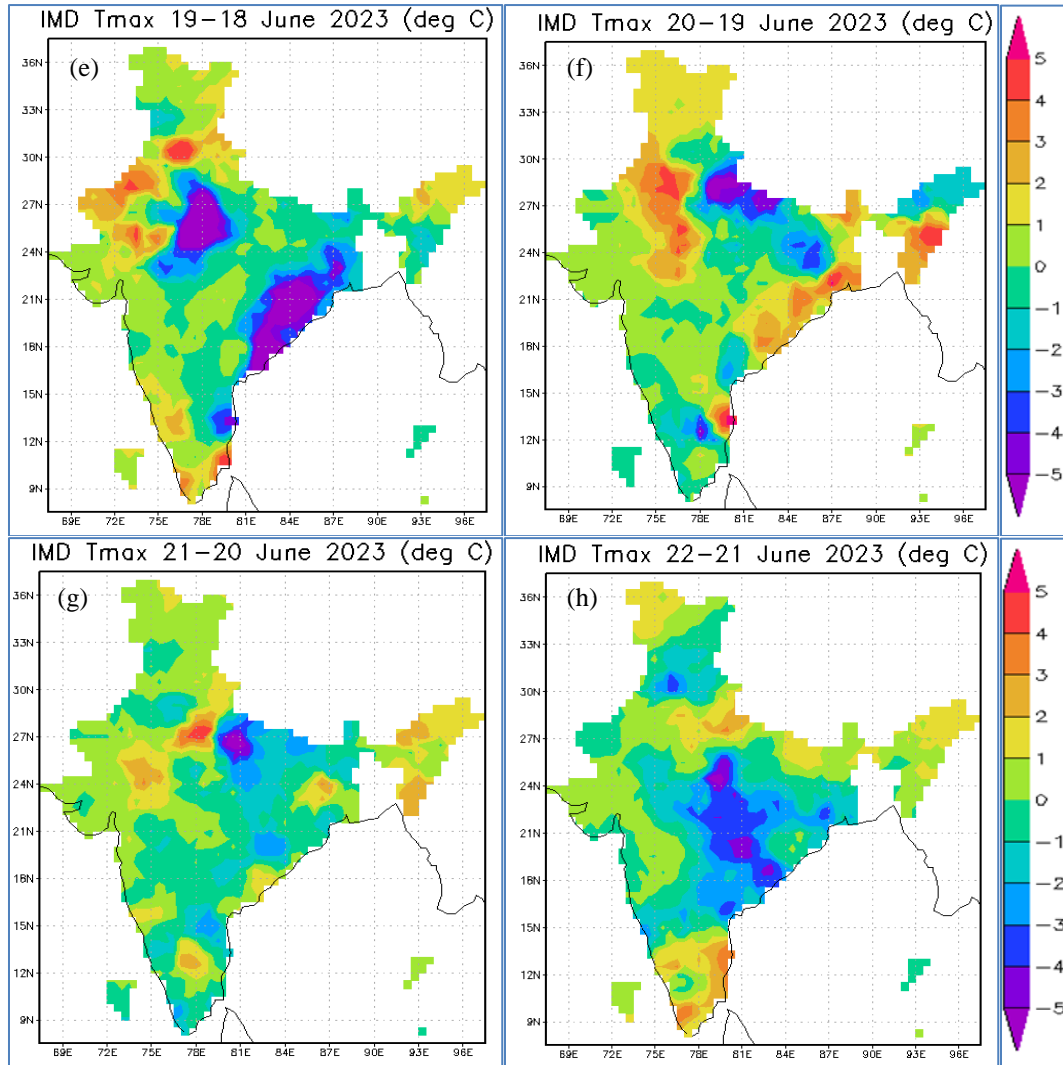 IMD Tmax 19-18 June 2023 (deg C)
(e)
36N
33N
30N
27N
24N
21N
18N
15N
12N
9N
69E 72E 75E 78E 81E 84E 87E 90E 93E 96E
IMD Tmax 20-19 June 2023 (deg C)
(f)
36N
33N
30N
27N
24N
21N
18N
15N
12N
9N
69E 72E 75E 78E 81E 84E 87E 90E 93E 96E
5
4
3
2
1
0
-1
-2
-3
-4
-5
IMD Tmax 21-20 June 2023 (deg C)
(g)
36N
33N
30N
27N
24N
21N
18N
15N
12N
9N
69E 72E 75E 78E 81E 84E 87E 90E 93E 96E
IMD Tmax 22-21 June 2023 (deg C)
(h)
36N
33N
30N
27N
24N
21N
18N
15N
12N
9N
69E 72E 75E 78E 81E 84E 87E 90E 93E 96E
5
4
3
2
1
0
-1
-2
-3
-4
-5